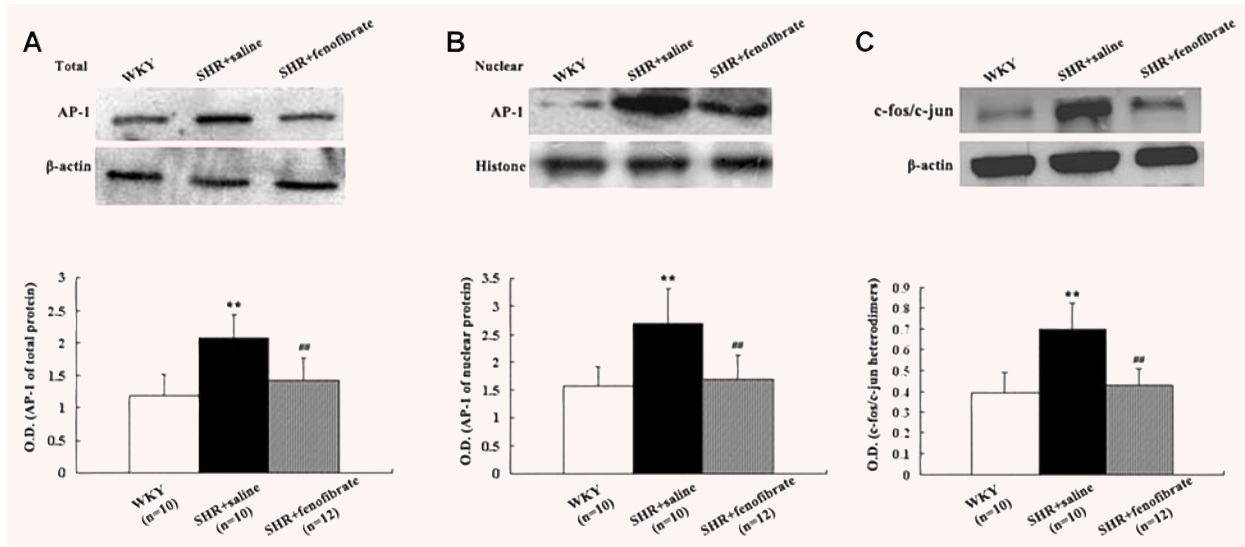 A
Total
WKY
SHR+saline
SHR+fenofibrate
AP-1
β-actin
O.D. (AP-1 of total protein)
3
2.5
2
1.5
1
0.5
0
**
##
WKY
(n=10)
SHR+saline
(n=10)
SHR+fenofibrate
(n=12)
B
Nuclear
WKY
SHR+saline
SHR+fenofibrate
AP-1
Histone
O.D. (AP-1 of nuclear protein)
3.5
3
2.5
2
1.5
1
0.5
0
**
##
WKY
(n=10)
SHR+saline
(n=10)
SHR+fenofibrate
(n=12)
C
WKY
SHR+saline
SHR+fenofibrate
c-fos/c-jun
β-actin
O.D. (c-fos/c-jun heterodimers)
0.9
0.8
0.7
0.6
0.5
0.4
0.3
0.2
0.1
0
**
##
WKY
(n=10)
SHR+saline
(n=10)
SHR+fenofibrate
(n=12)